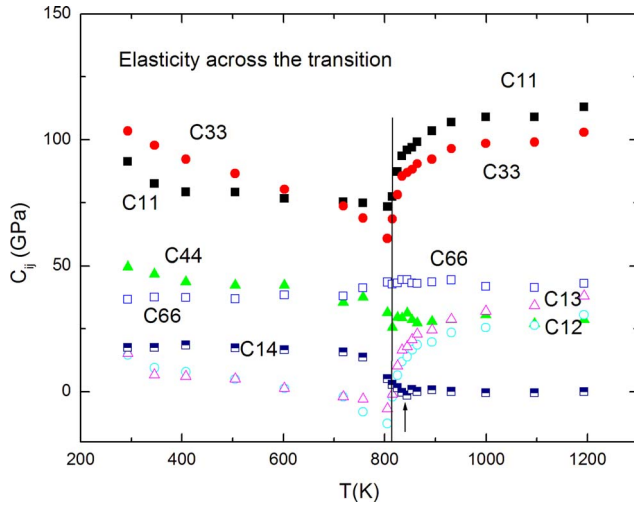 150
Elasticity across the transition
C11
C33
100
C33
C11
C44
C66
50
C13
C66
C12
C14
0
200
400
600
800
1000
1200
T(K)
C_ij (GPa)